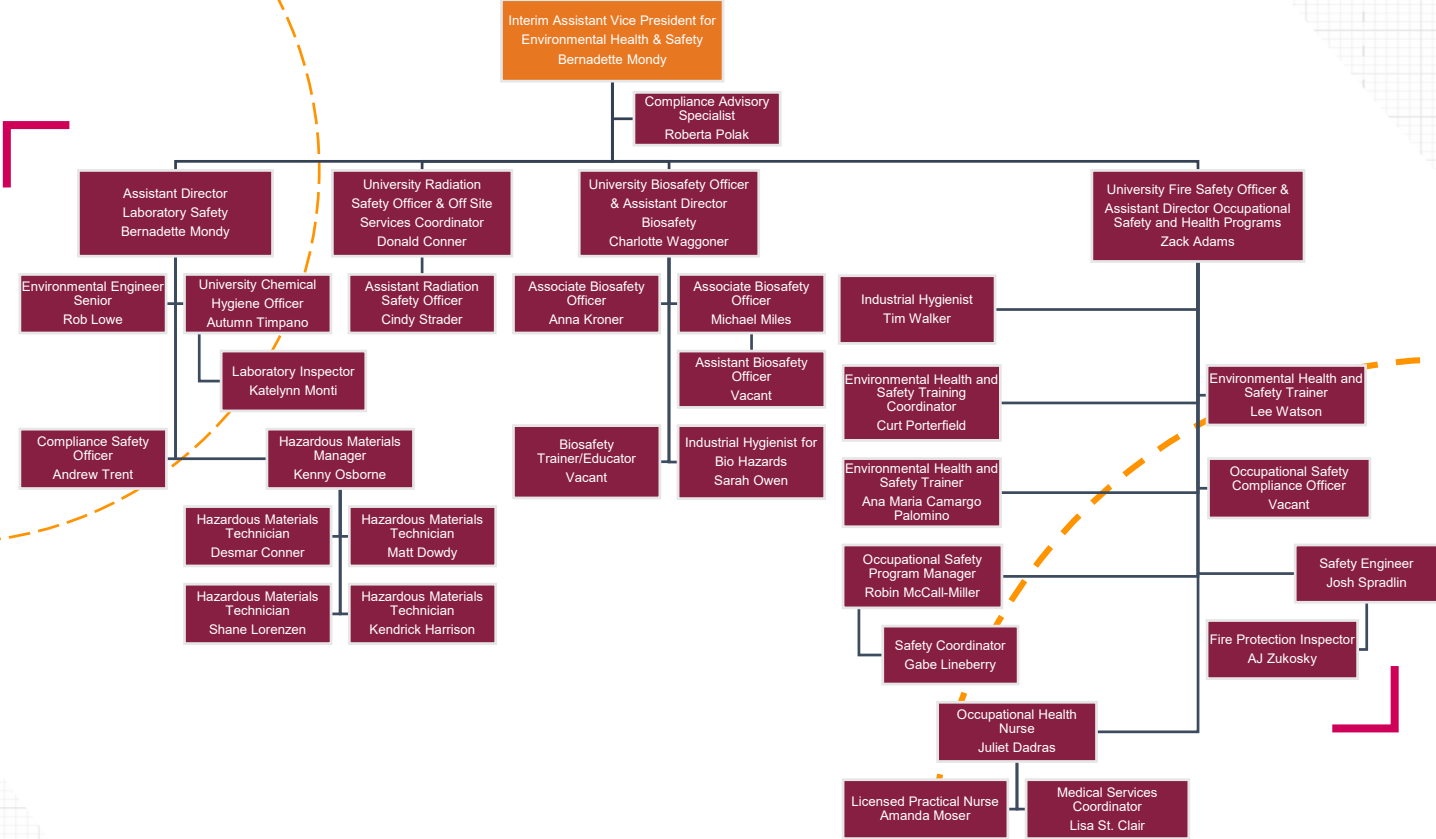 Interim Assistant Vice President for
Environmental Health & Safety
Bernadette Mondy
Compliance Advisory
Specialist
Roberta Polak
Assistant Director
Laboratory Safety
Bernadette Mondy
University Radiation
Safety Officer & Off Site
Services Coordinator
Donald Conner
University Biosafety Officer
& Assistant Director
Biosafety
Charlotte Waggoner
University Fire Safety Officer &
Assistant Director Occupational
Safety and Health Programs
Zack Adams
Environmental Engineer
Senior
Rob Lowe
University Chemical
Hygiene Officer
Autumn Timpano
Assistant Radiation
Safety Officer
Cindy Strader
Associate Biosafety
Officer
Anna Kroner
Associate Biosafety
Officer
Michael Miles
Industrial Hygienist
Tim Walker
Laboratory Inspector
Katelynn Monti
Assistant Biosafety
Officer
Vacant
Environmental Health and
Safety Training
Coordinator
Curt Porterfield
Environmental Health and
Safety Trainer
Lee Watson
Compliance Safety
Officer
Andrew Trent
Hazardous Materials
Manager
Kenny Osborne
Biosafety
Trainer/Educator
Vacant
Industrial Hygienist for
Bio Hazards
Sarah Owen
Environmental Health and
Safety Trainer
Ana Maria Camargo
Palomino
Occupational Safety
Compliance Officer
Vacant
Hazardous Materials
Technician
Desmar Conner
Hazardous Materials
Technician
Matt Dowdy
Occupational Safety
Program Manager
Robin McCall-Miller
Safety Engineer
Josh Spradlin
Hazardous Materials
Technician
Shane Lorenzen
Hazardous Materials
Technician
Kendrick Harrison
Safety Coordinator
Gabe Lineberry
Fire Protection Inspector
AJ Zukosky
Occupational Health
Nurse
Juliet Dadras
Licensed Practical Nurse
Amanda Moser
Medical Services
Coordinator
Lisa St. Clair